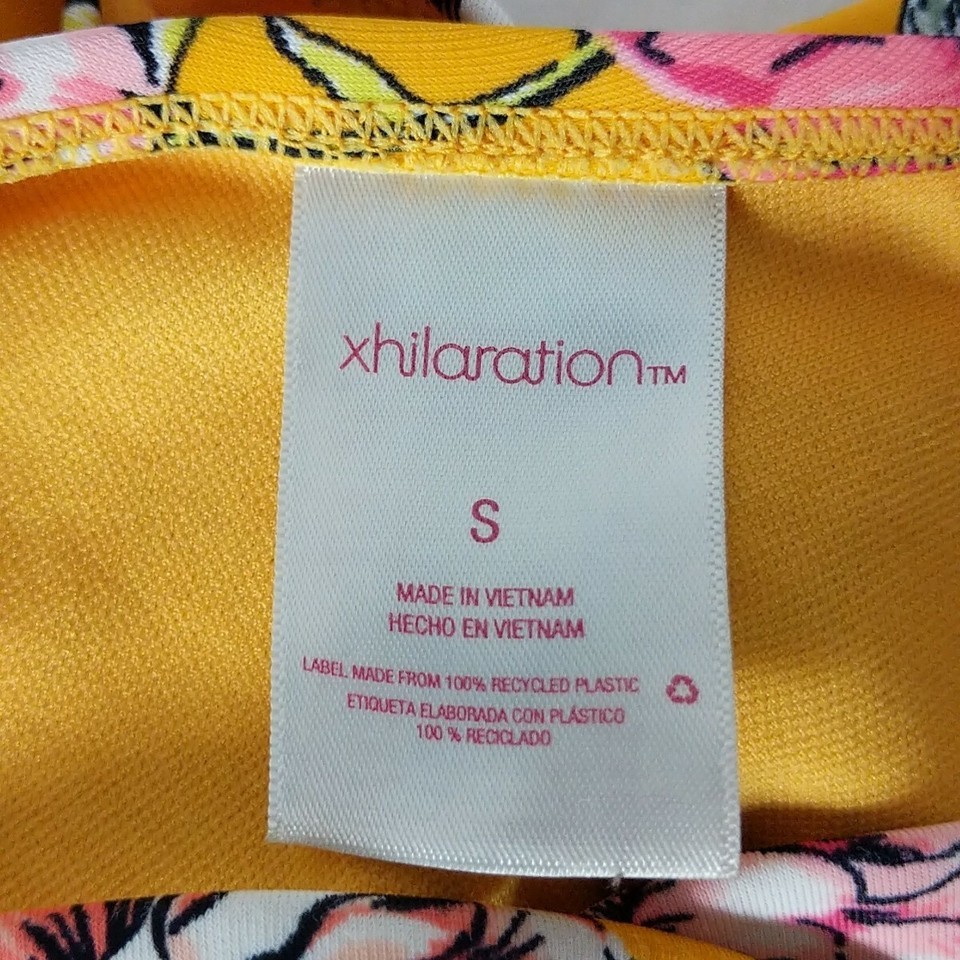 xhilaration™
S
MADE IN VIETNAM
HECHO EN VIETNAM
LABEL MADE FROM 100% RECYCLED PLASTIC
ETIQUETA ELABORADA CON PLÁSTICO
100 % RECICLADO